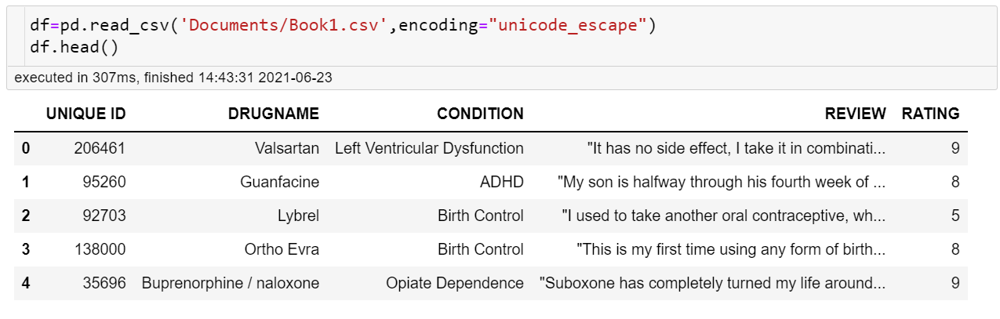 df=pd.read_csv('Documents/Book1.csv',encoding="unicode_escape")
df.head()
executed in 307ms, finished 14:43:31 2021-06-23
UNIQUE ID DRUGNAME CONDITION REVIEW RATING
0 206461 Valsartan Left Ventricular Dysfunction "It has no side effect, I take it in combinati... 9
1 95260 Guanfacine ADHD "My son is halfway through his fourth week of ... 8
2 92703 Lybrel Birth Control "I used to take another oral contraceptive, wh... 5
3 138000 Ortho Evra Birth Control "This is my first time using any form of birth... 8
4 35696 Buprenorphine / naloxone Opiate Dependence "Suboxone has completely turned my life around... 9